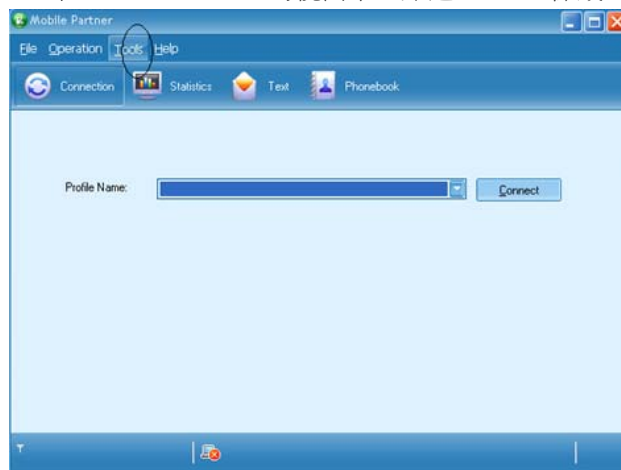 Mobile Partner
File Operation Tools Help
Connection Statistics Text Phonebook
Profile Name: Connect